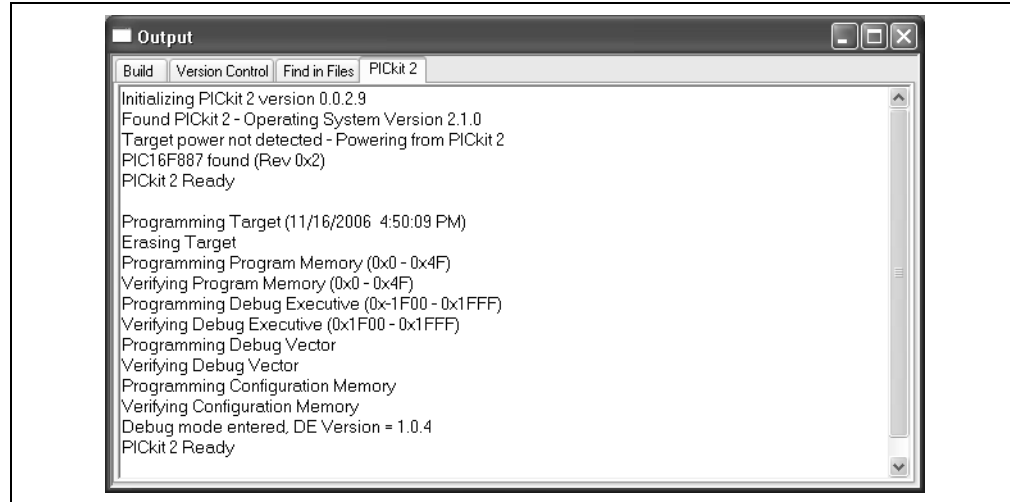 Output
Build Version Control Find in Files PICkit 2
Initializing PICkit 2 version 0.0.2.9
Found PICkit 2 - Operating System Version 2.1.0
Target power not detected - Powering from PICkit 2
PIC16F887 found (Rev 0x2)
PICkit 2 Ready
Programming Target (11/16/2006 4:50:09 PM)
Erasing Target
Programming Program Memory (0x0 - 0x4F)
Verifying Program Memory (0x0 - 0x4F)
Programming Debug Executive (0x-1F00 - 0x1FFF)
Verifying Debug Executive (0x1F00 - 0x1FFF)
Programming Debug Vector
Verifying Debug Vector
Programming Configuration Memory
Verifying Configuration Memory
Debug mode entered, DE Version = 1.0.4
PICkit 2 Ready